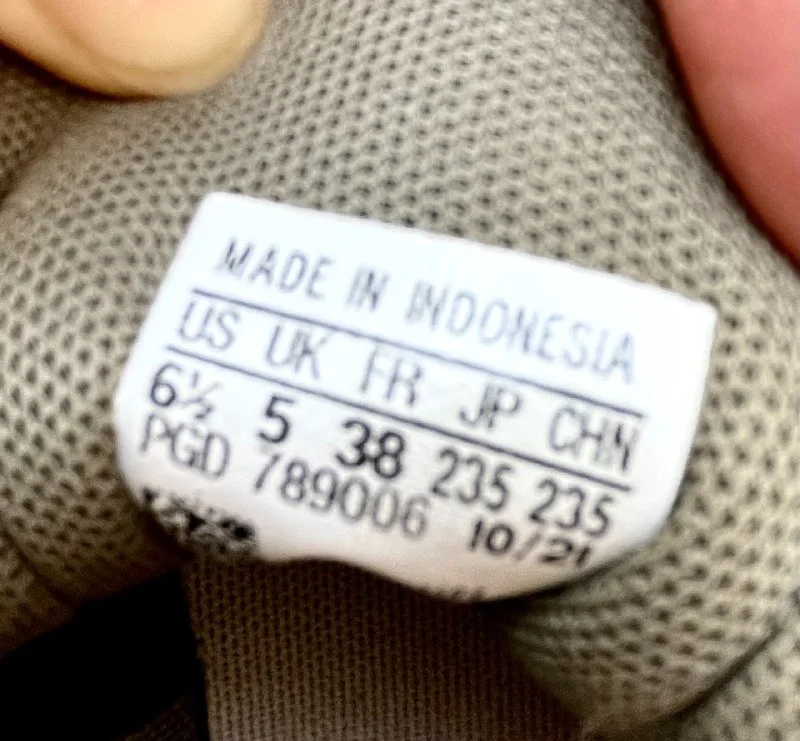 MADE IN INDONESIA
US UK FR JP CHN
6½ 5 38 235 235
PGD 789006 10/21